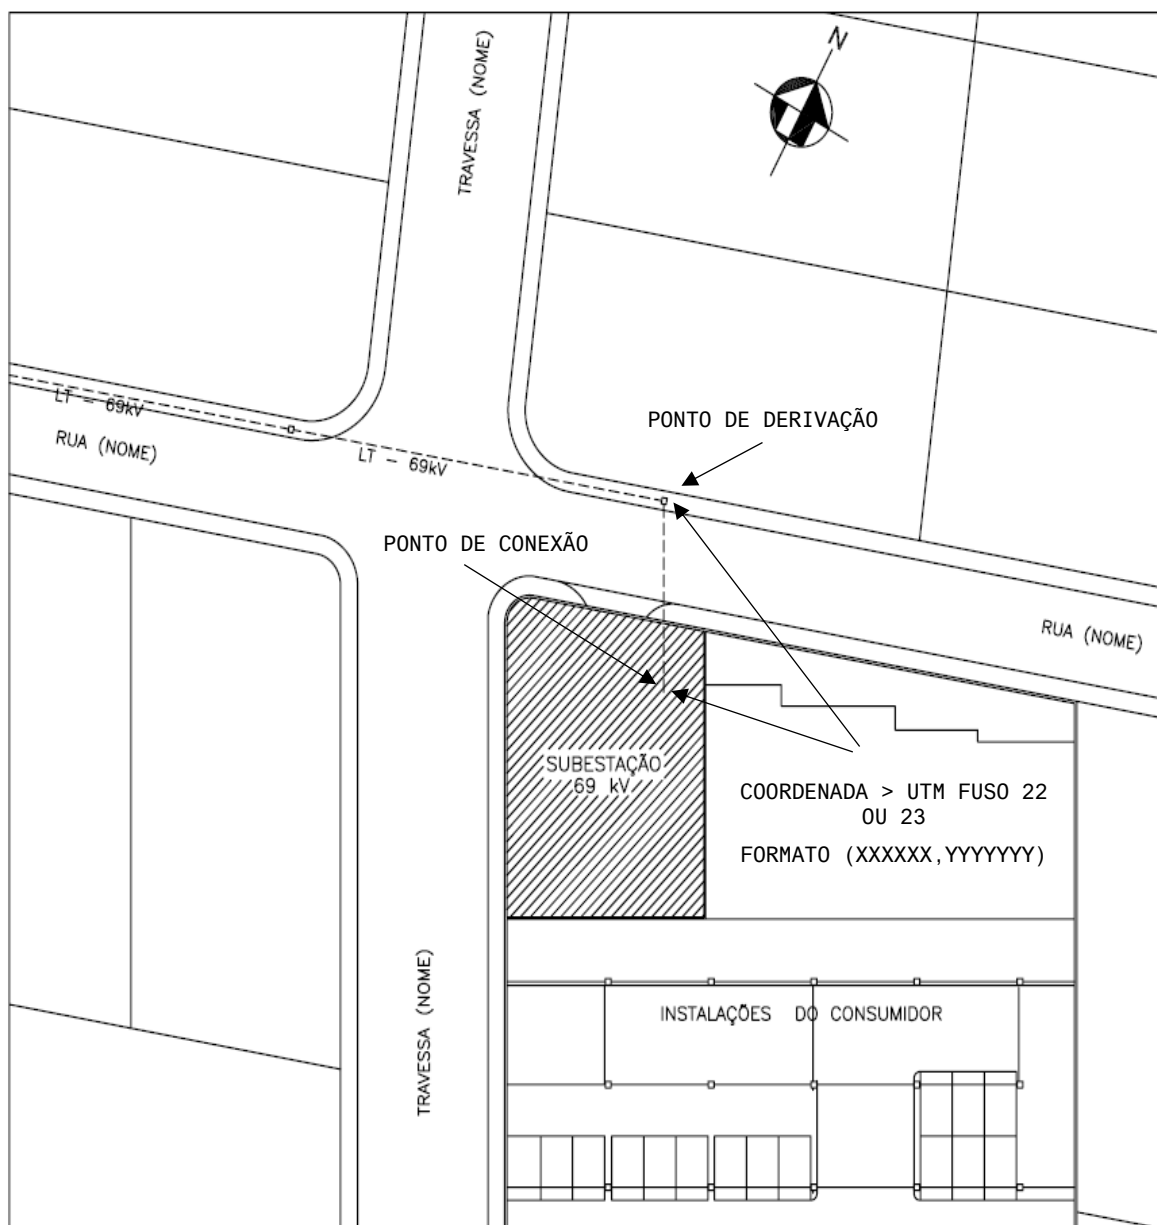 N
TRAVESSA (NOME)
LT - 69kV
RUA (NOME)
LT - 69kV
PONTO DE DERIVAÇÃO
PONTO DE CONEXÃO
RUA (NOME)
SUBESTAÇÃO
69 kV
COORDENADA > UTM FUSO 22
OU 23
FORMATO (XXXXXX,YYYYYYY)
TRAVESSA (NOME)
INSTALAÇÕES DO CONSUMIDOR